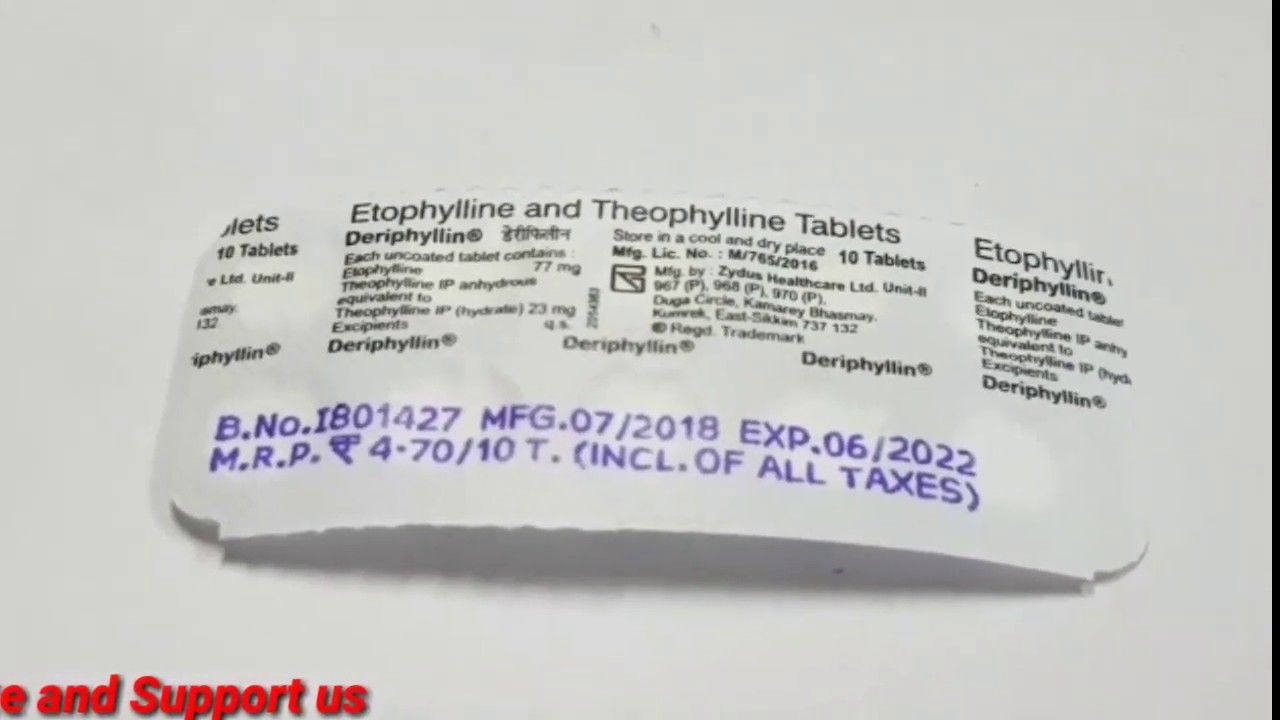 lets
10 Tablets
e Ltd. Unit-II
amay.
132
iphyllin®
Etophylline and Theophylline Tablets
Deriphyllin® डेरीफिलीन
Each uncoated tablet contains :
Etophylline 77 mg
Theophylline IP anhydrous
equivalent to
Theophylline IP (hydrate) 23 mg
Excipients q.s.
Store in a cool and dry place 10 Tablets
Mfg. Lic. No. : M/765/2016
Mfg. by : Zydus Healthcare Ltd. Unit-II
967 (P), 968 (P), 970 (P),
Duga Circle, Kamarey Bhasmay,
Kumrek, East-Sikkim 737 132
® Regd. Trademark
Deriphyllin® Deriphyllin® Deriphyllin®
Etophyllin
Deriphyllin®
Each uncoated tablet
Etophylline
Theophylline IP anhy
equivalent to
Theophylline IP (hyd
Excipients
Deriphyllin®
B.No.IB01427 MFG.07/2018 EXP.06/2022
M.R.P. ₹ 4-70/10 T. (INCL.OF ALL TAXES)
e and Support us